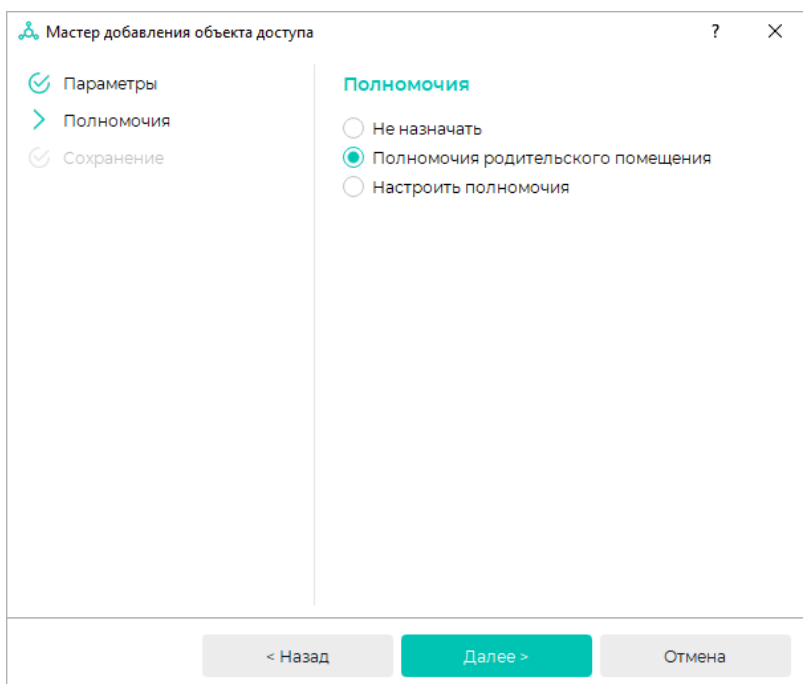 Мастер добавления объекта доступа
?
Параметры
Полномочия
Сохранение
Полномочия
Не назначать
Полномочия родительского помещения
Настроить полномочия
< Назад
Далее >
Отмена